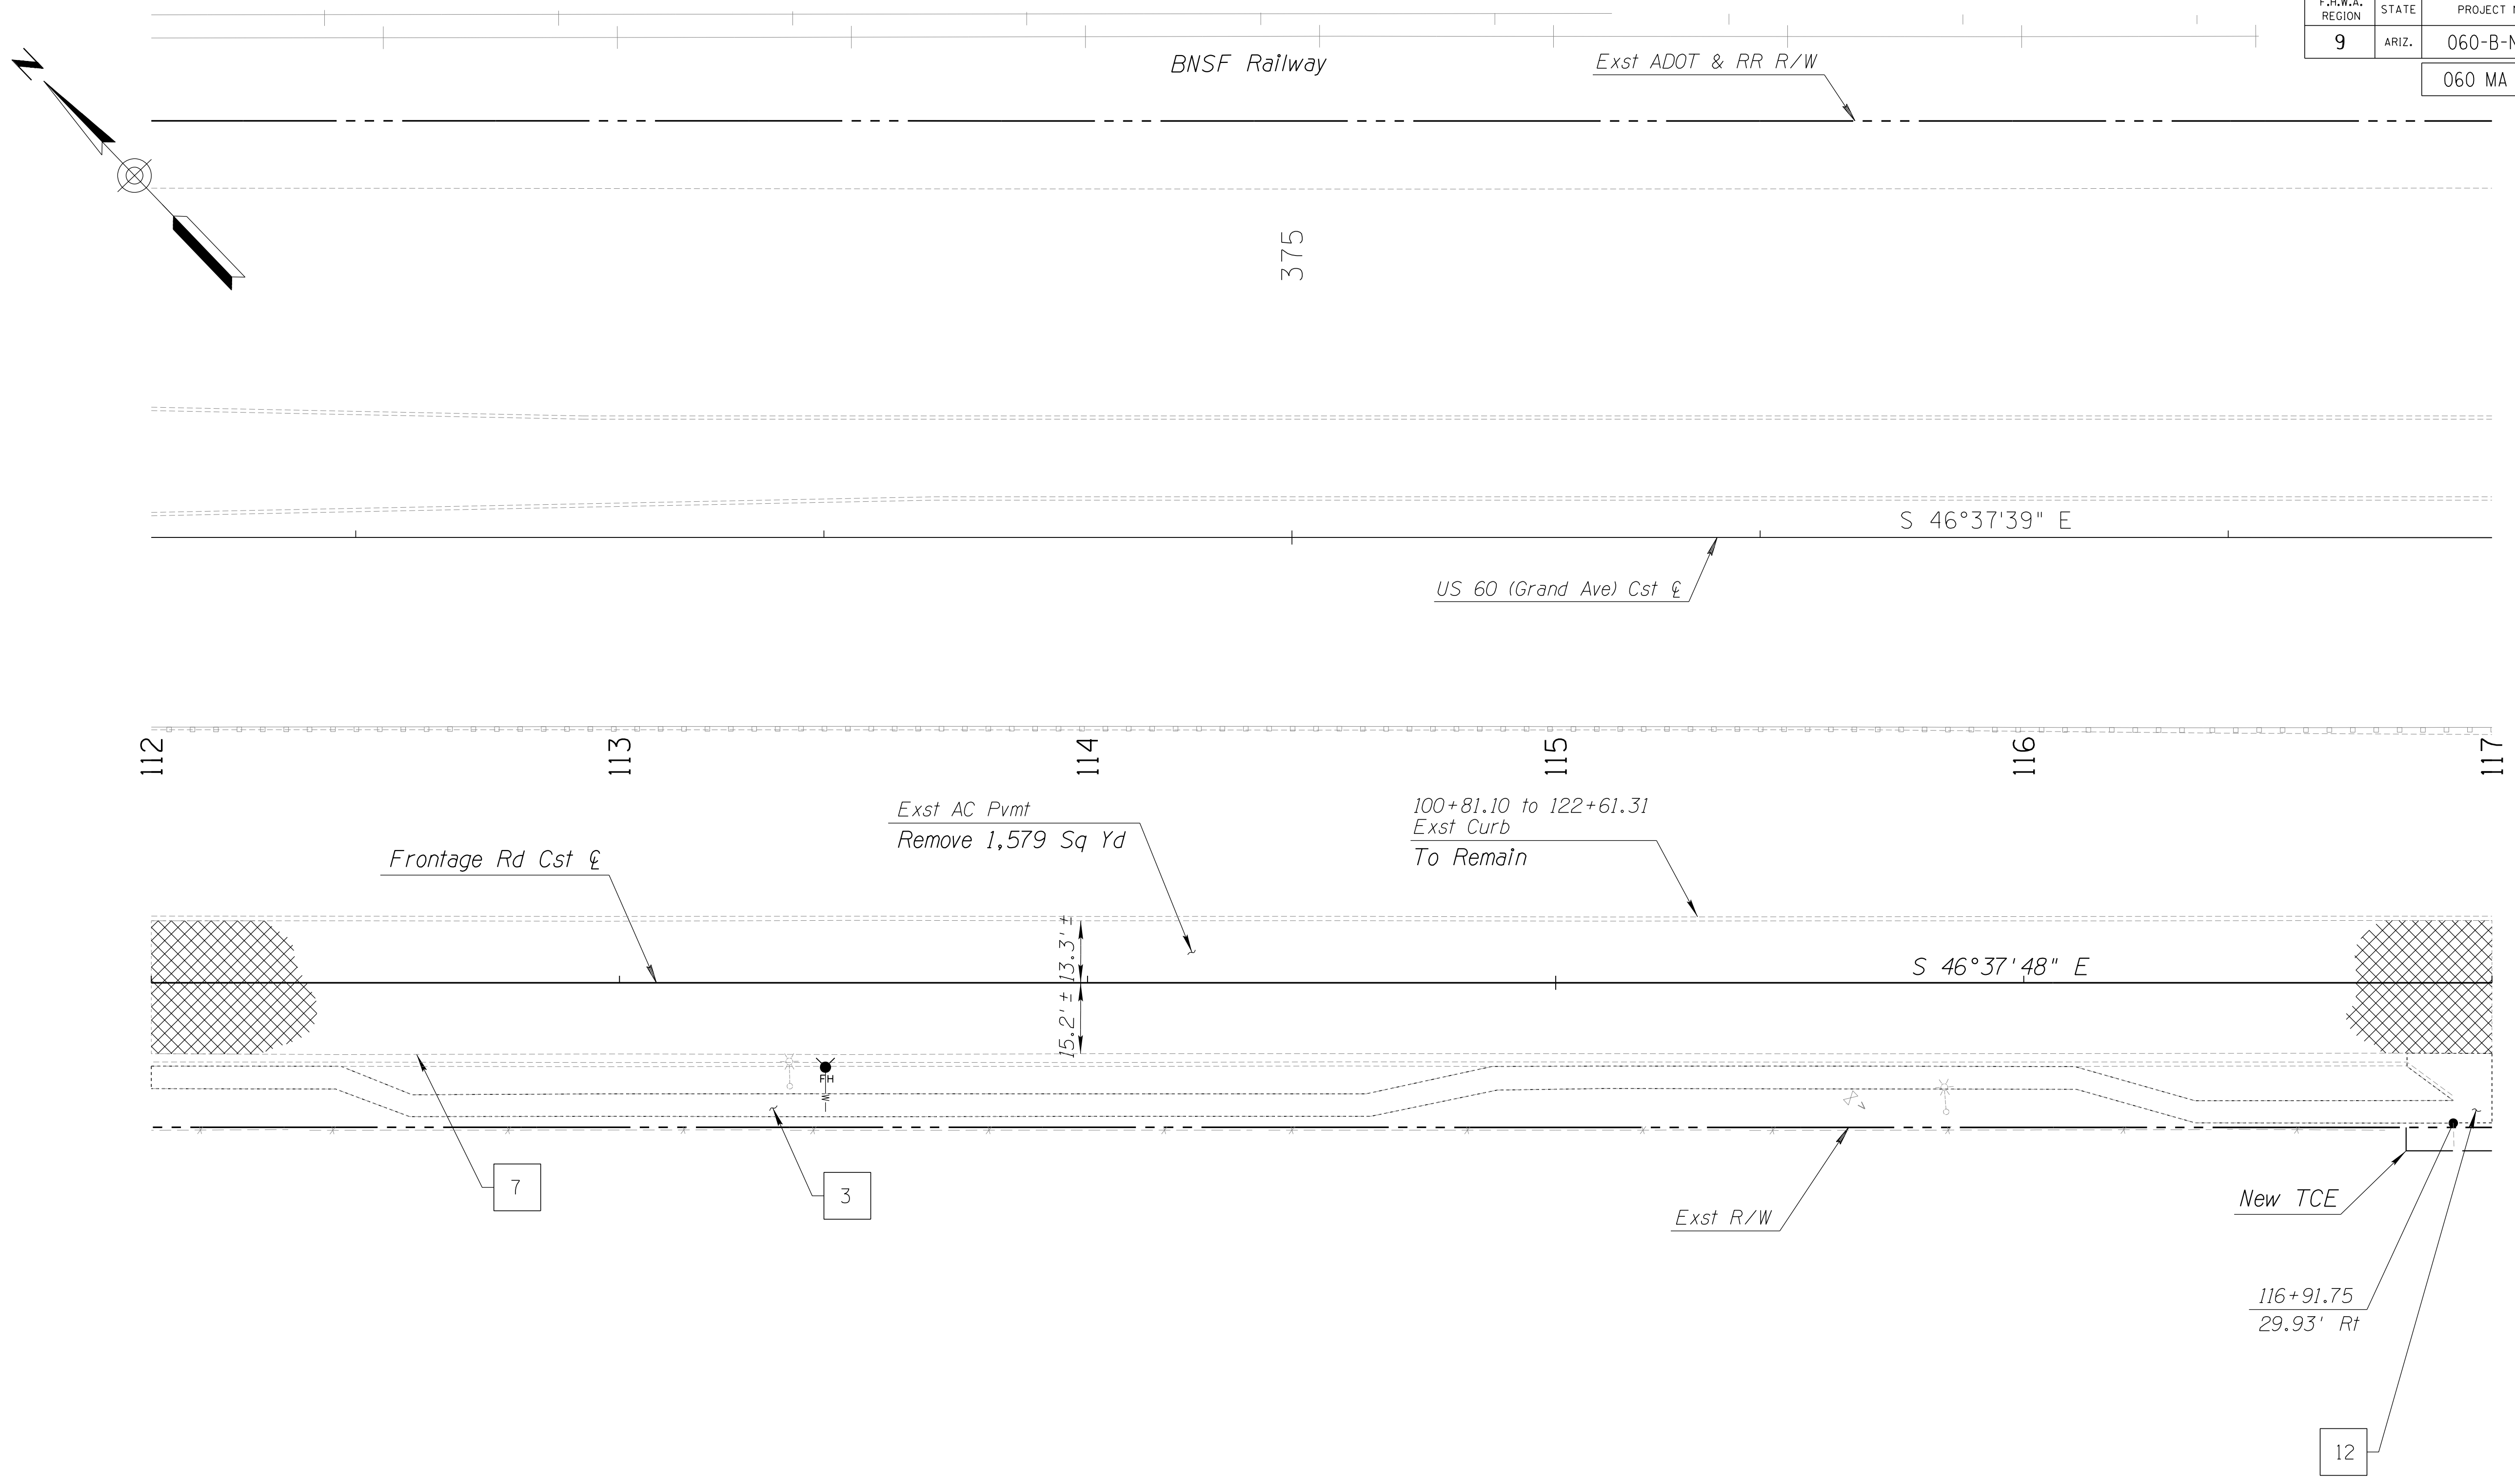 F.H.W.A. REGION STATE PROJECT
9 ARIZ. 060-B-N
060 MA
N
BNSF Railway
Exst ADOT & RR R/W
375
S 46°37'39" E
US 60 (Grand Ave) Cst ℄
112
113
114
115
116
117
Exst AC Pvmt
Remove 1,579 Sq Yd
100+81.10 to 122+61.31
Exst Curb
To Remain
Frontage Rd Cst ℄
13.3' ±
15.2' ±
S 46°37'48" E
FH
W
V
7
3
Exst R/W
New TCE
116+91.75
29.93' Rt
12